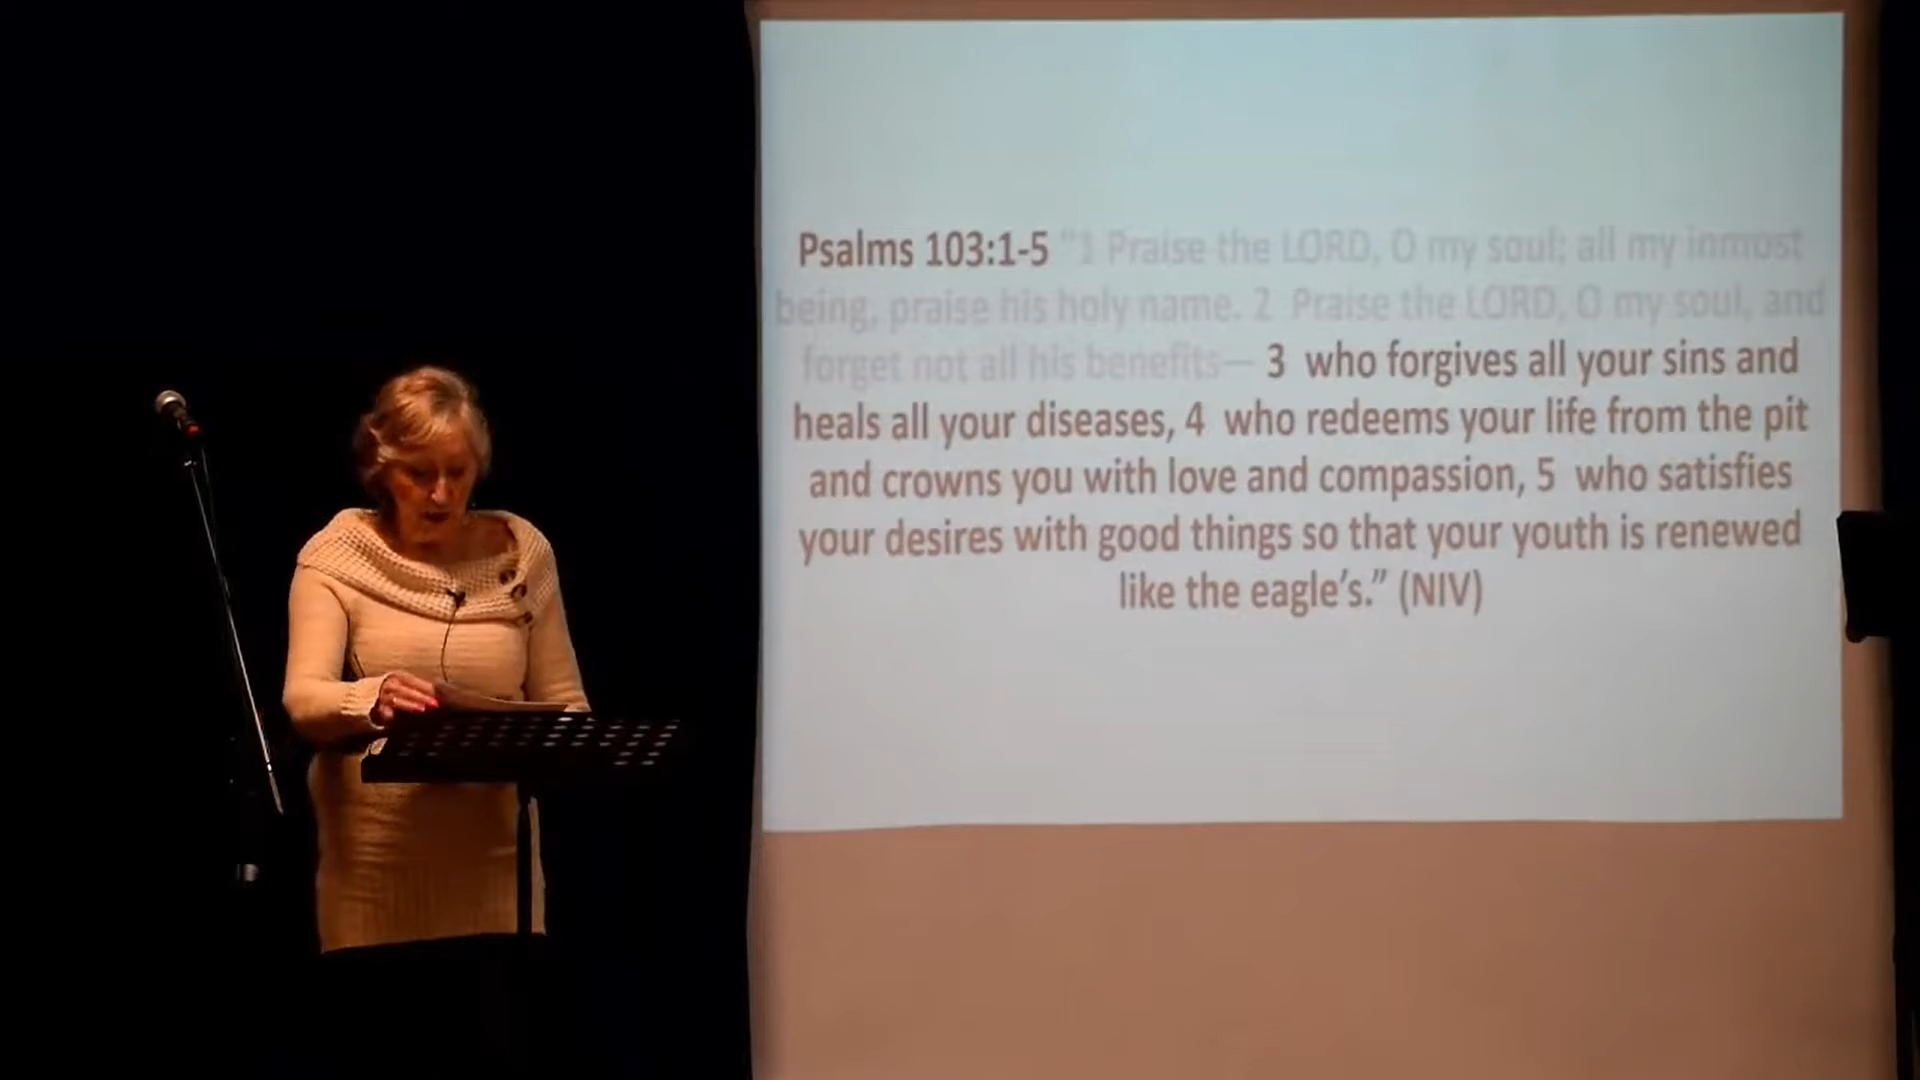 Psalms 103:1-5 "1 Praise the LORD, O my soul; all my inmost
being, praise his holy name. 2 Praise the LORD, O my soul, and
forget not all his benefits— 3 who forgives all your sins and
heals all your diseases, 4 who redeems your life from the pit
and crowns you with love and compassion, 5 who satisfies
your desires with good things so that your youth is renewed
like the eagle's." (NIV)